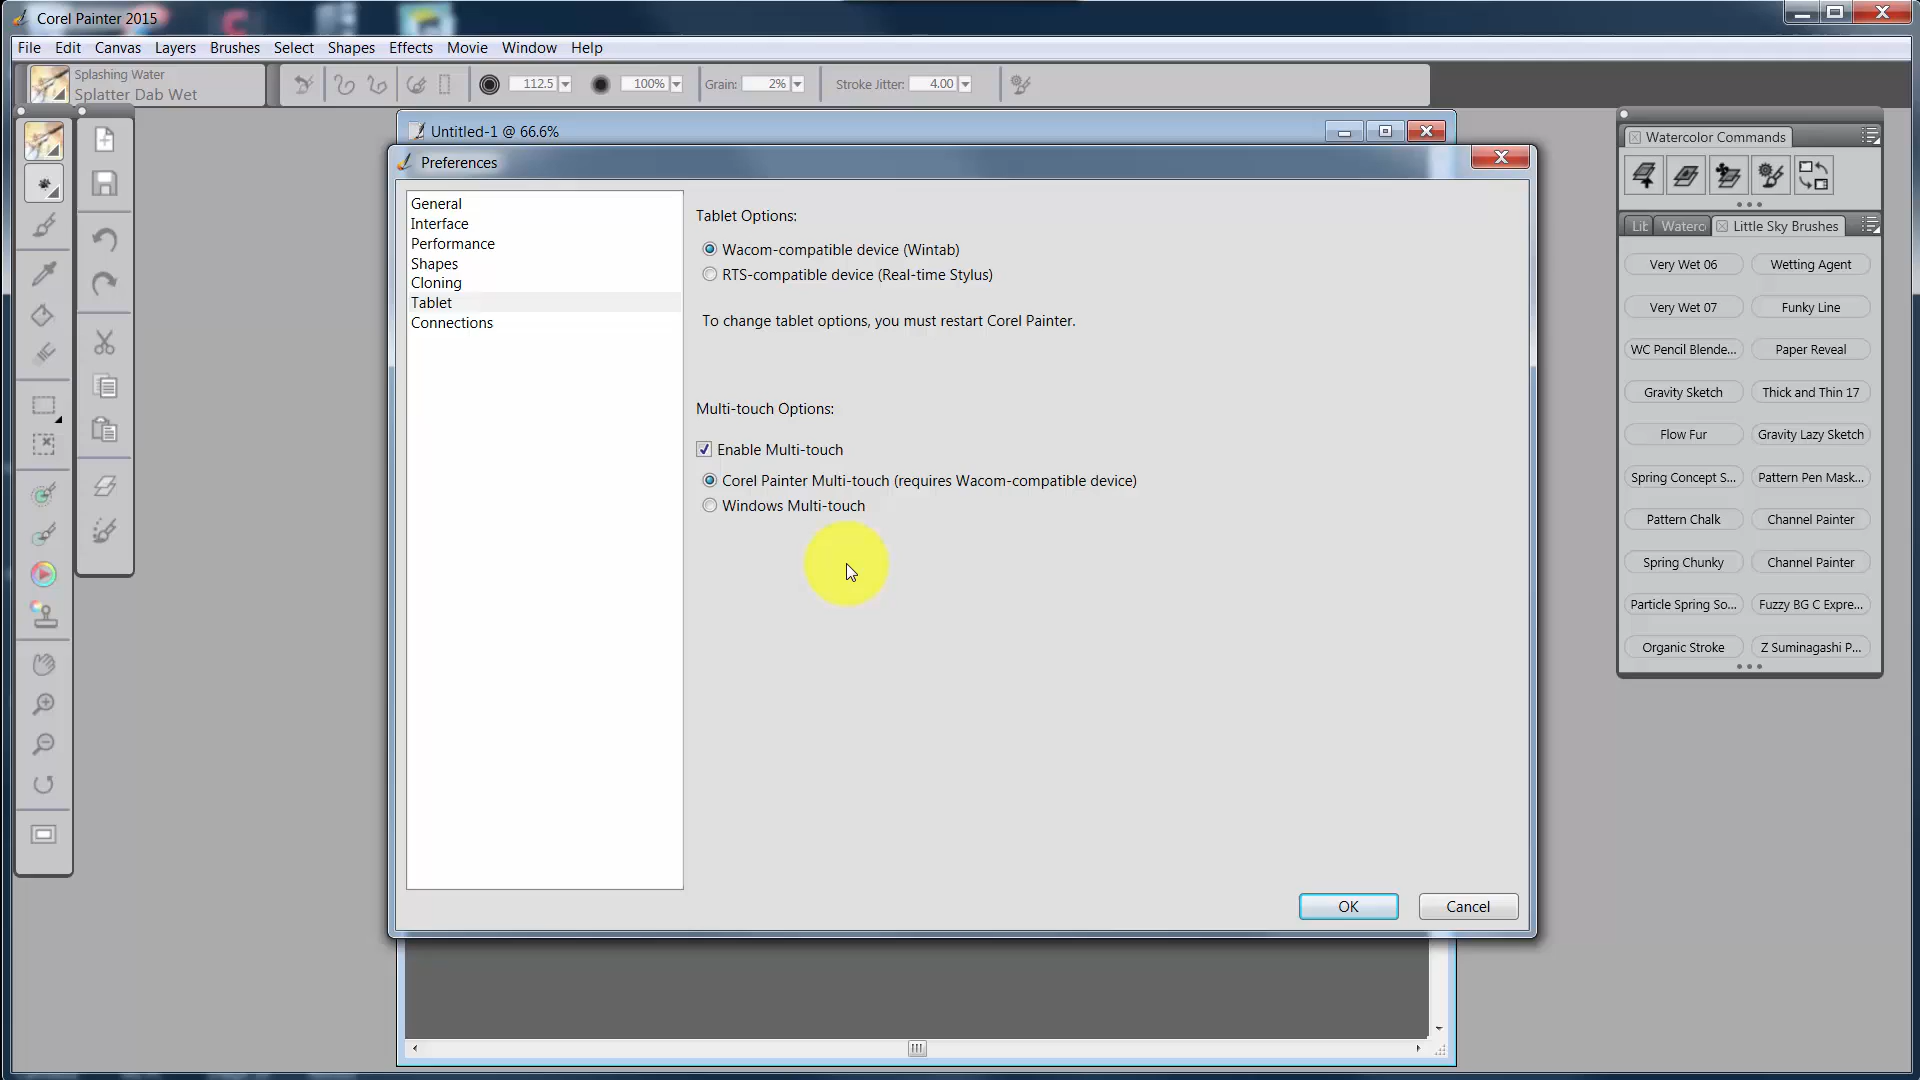 Corel Painter 2015
File Edit Canvas Layers Brushes Select Shapes Effects Movie Window Help
Splashing Water
Splatter Dab Wet
112.5
100%
Grain: 2%
Stroke Jitter: 4.00
Untitled-1 @ 66.6%
Preferences
General
Interface
Performance
Shapes
Cloning
Tablet
Connections
Tablet Options:
Wacom-compatible device (Wintab)
RTS-compatible device (Real-time Stylus)
To change tablet options, you must restart Corel Painter.
Multi-touch Options:
Enable Multi-touch
Corel Painter Multi-touch (requires Wacom-compatible device)
Windows Multi-touch
OK Cancel
Watercolor Commands
Lit Waterc Little Sky Brushes
Very Wet 06 Wetting Agent
Very Wet 07 Funky Line
WC Pencil Blende... Paper Reveal
Gravity Sketch Thick and Thin 17
Flow Fur Gravity Lazy Sketch
Spring Concept S... Pattern Pen Mask...
Pattern Chalk Channel Painter
Spring Chunky Channel Painter
Particle Spring So... Fuzzy BG C Expre...
Organic Stroke Z Suminagashi P...